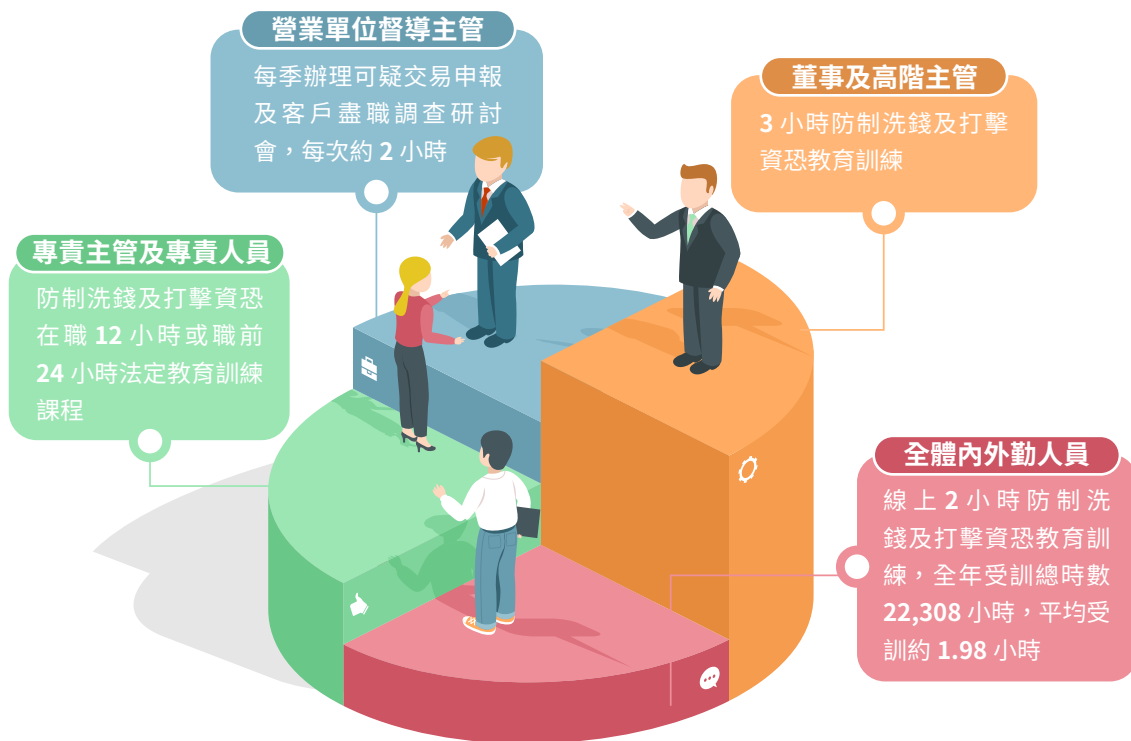 營業單位督導主管
每季辦理可疑交易申報
及客戶盡職調查研討
會，每次約 2 小時
董事及高階主管
3 小時防制洗錢及打擊
資恐教育訓練
專責主管及專責人員
防制洗錢及打擊資恐
在職 12 小時或職前
24 小時法定教育訓練
課程
全體內外勤人員
線上 2 小時防制洗
錢及打擊資恐教育訓
練，全年受訓總時數
22,308 小時，平均受
訓約 1.98 小時